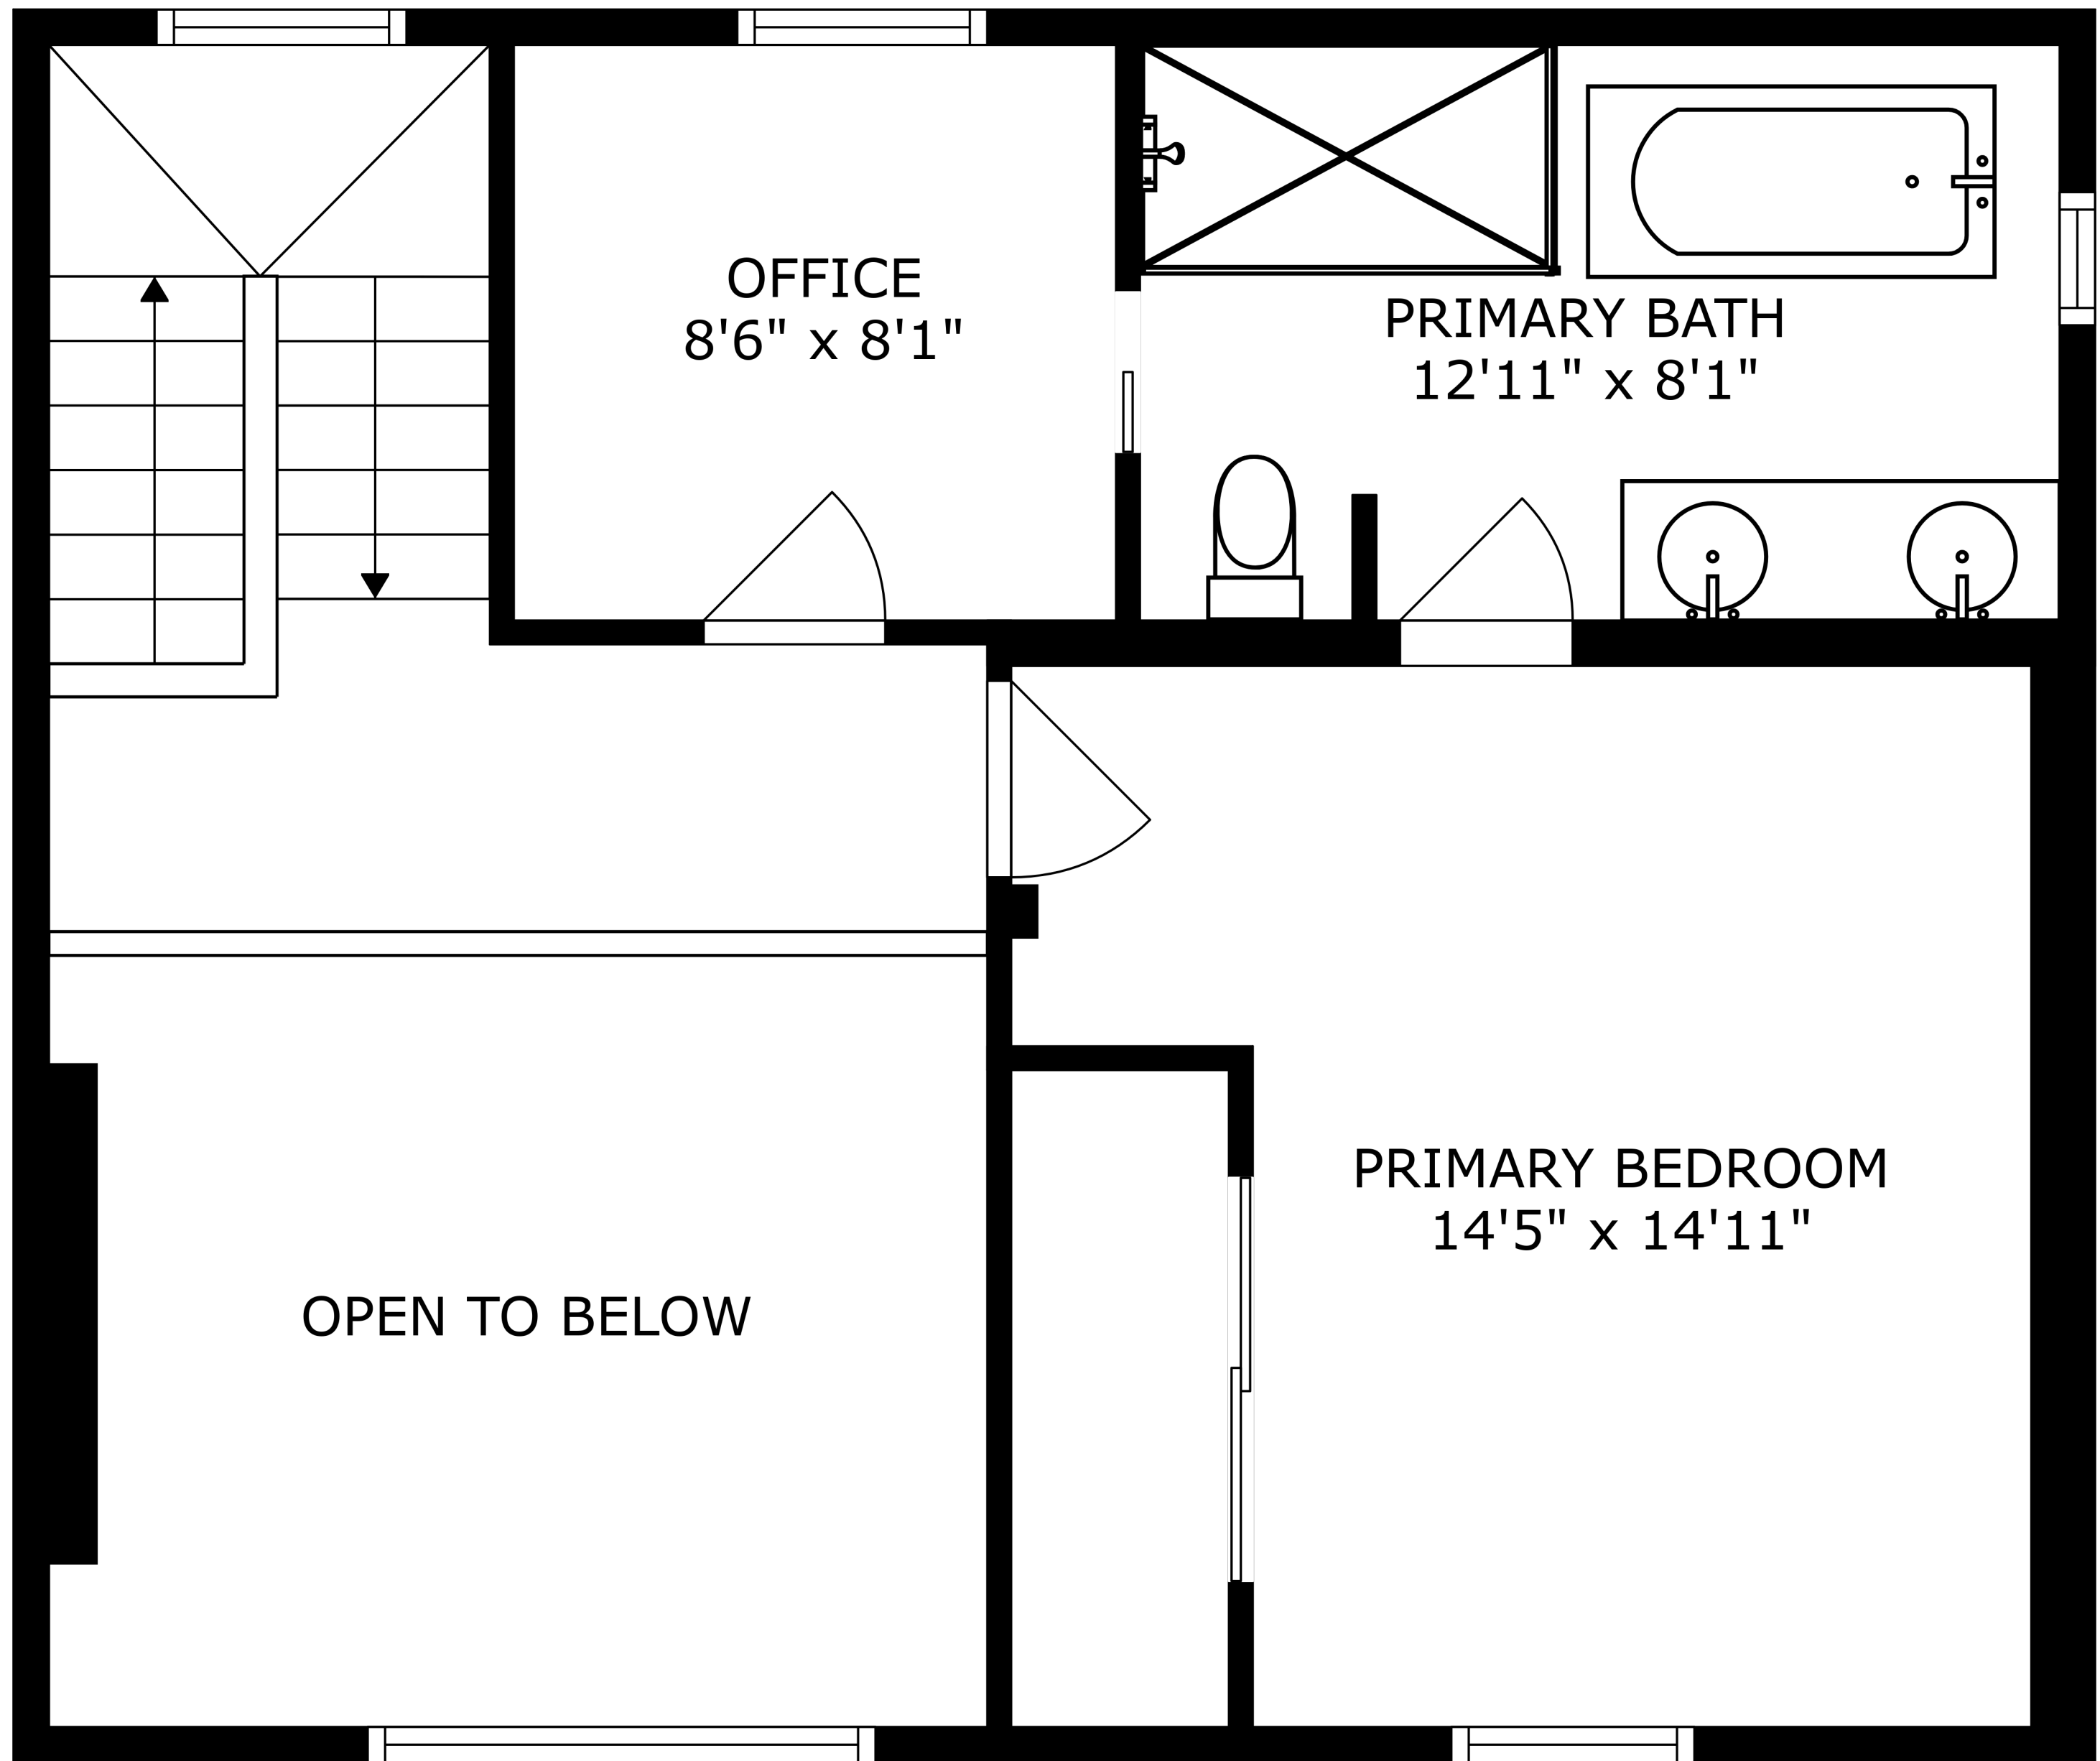 OFFICE
8'6" x 8'1"
PRIMARY BATH
12'11" x 8'1"
PRIMARY BEDROOM
14'5" x 14'11"
OPEN TO BELOW